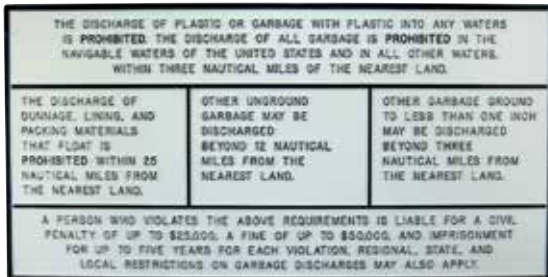 THE DISCHARGE OF PLASTIC OR GARBAGE WITH PLASTIC INTO ANY WATERS
IS PROHIBITED. THE DISCHARGE OF ALL GARBAGE IS PROHIBITED IN THE
NAVIGABLE WATERS OF THE UNITED STATES AND IN ALL OTHER WATERS,
WITHIN THREE NAUTICAL MILES OF THE NEAREST LAND.
THE DISCHARGE OF
DUNNAGE, LINING, AND
PACKING MATERIALS
THAT FLOAT IS
PROHIBITED WITHIN 25
NAUTICAL MILES FROM
THE NEAREST LAND.
OTHER UNGROUND
GARBAGE MAY BE
DISCHARGED
BEYOND 12 NAUTICAL
MILES FROM THE
NEAREST LAND.
OTHER GARBAGE GROUND
TO LESS THAN ONE INCH
MAY BE DISCHARGED
BEYOND THREE
NAUTICAL MILES FROM
THE NEAREST LAND.
A PERSON WHO VIOLATES THE ABOVE REQUIREMENTS IS LIABLE FOR A CIVIL
PENALTY OF UP TO $25,000, A FINE OF UP TO $50,000, AND IMPRISONMENT
FOR UP TO FIVE YEARS FOR EACH VIOLATION, REGIONAL, STATE, AND
LOCAL RESTRICTIONS ON GARBAGE DISCHARGES MAY ALSO APPLY.